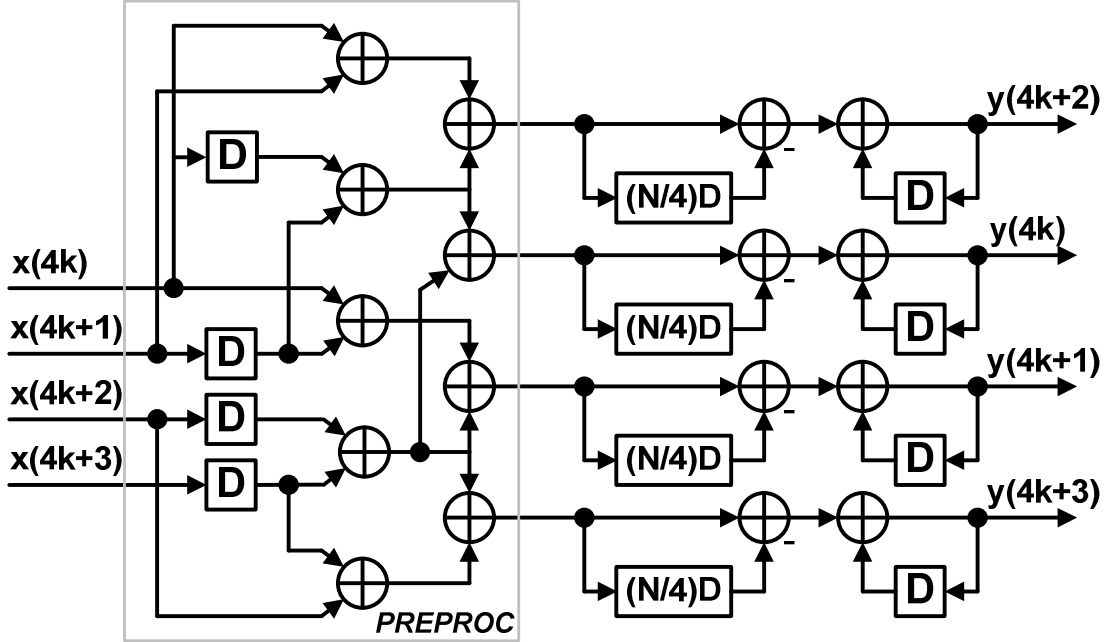 y(4k+2)
D
(N/4)D
D
x(4k)
y(4k)
(N/4)D
D
x(4k+1)
D
x(4k+2)
D
y(4k+1)
x(4k+3)
D
(N/4)D
D
y(4k+3)
(N/4)D
D
PREPROC